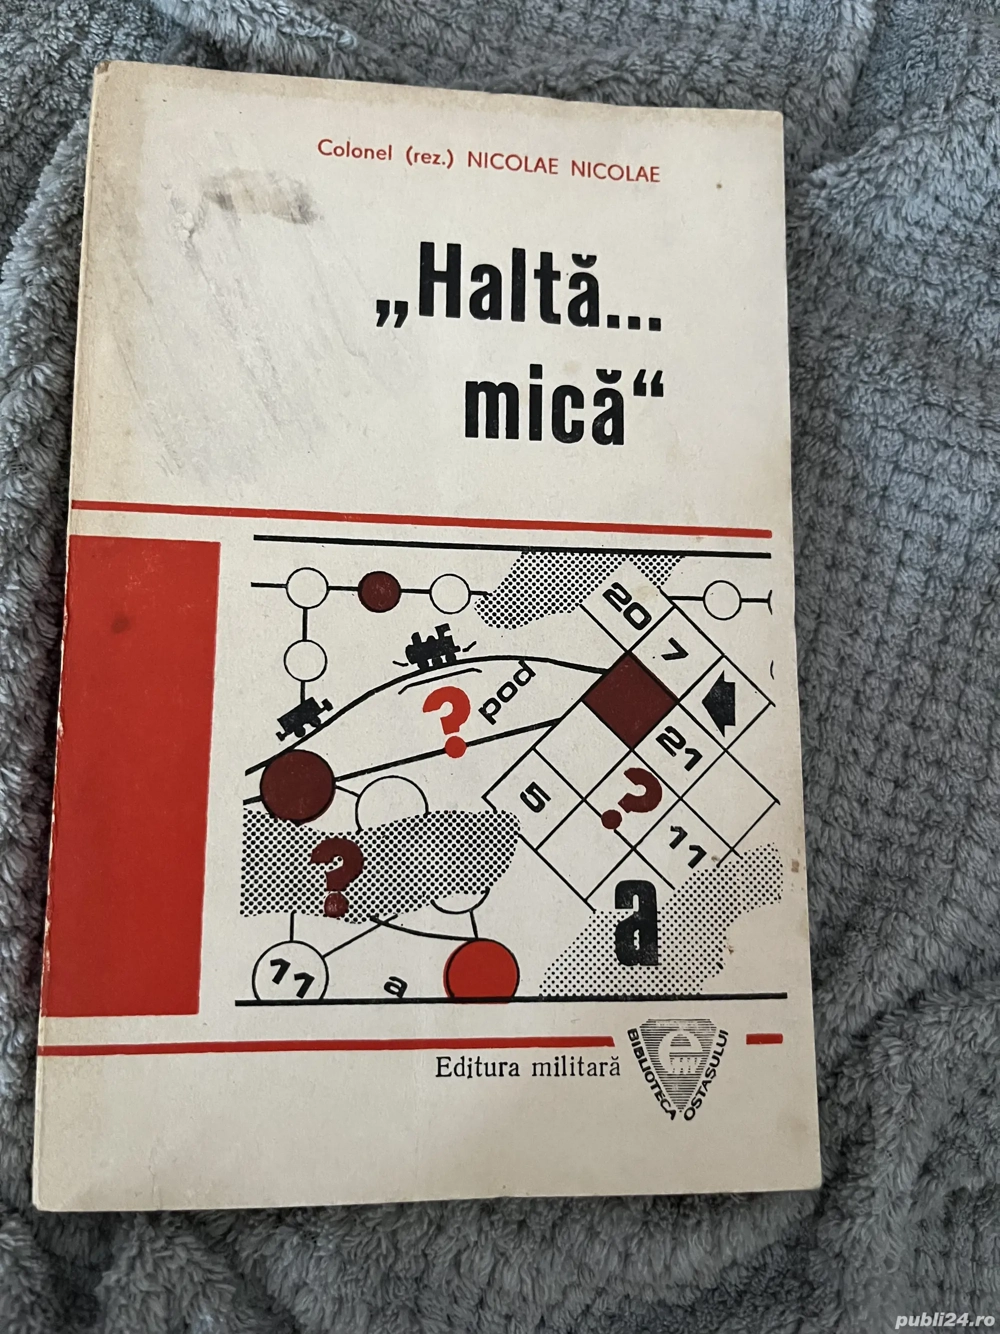 Colonel (rez.) NICOLAE NICOLAE
„Haltă...
mică“
20
7
pod
21
5
11
a
11
a
Editura militară
BIBLIOTECA OSTAȘULUI
e
publi24.ro